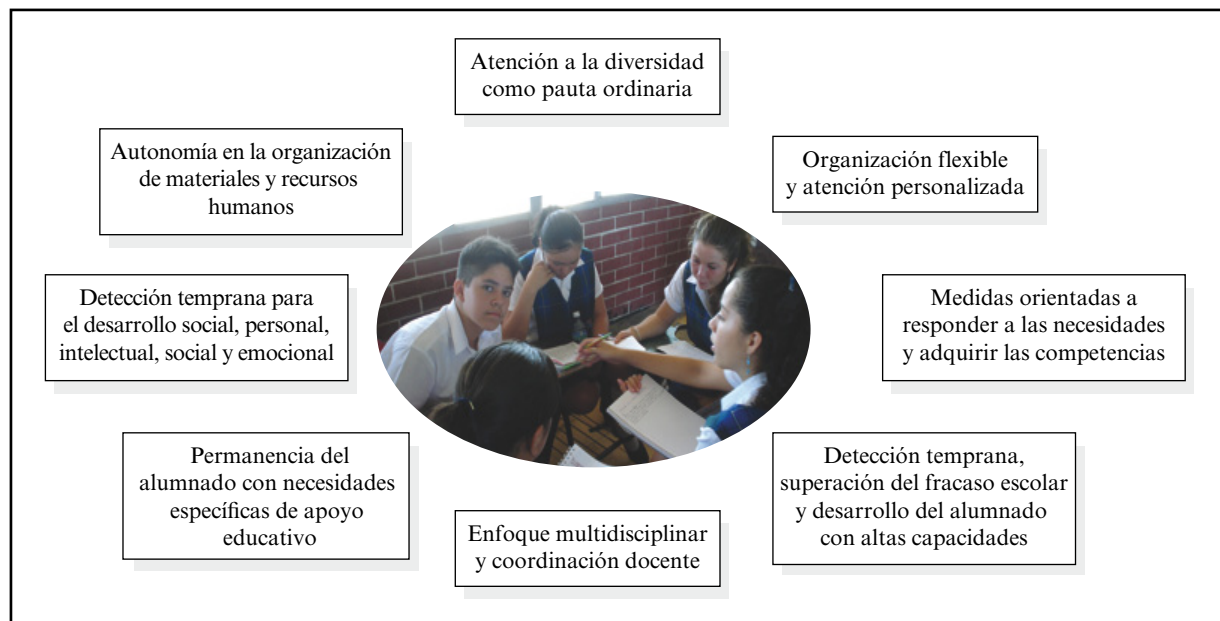 Atención a la diversidad
como pauta ordinaria
Autonomía en la organización
de materiales y recursos
humanos
Organización flexible
y atención personalizada
Detección temprana para
el desarrollo social, personal,
intelectual, social y emocional
Medidas orientadas a
responder a las necesidades
y adquirir las competencias
Permanencia del
alumnado con necesidades
específicas de apoyo
educativo
Enfoque multidisciplinar
y coordinación docente
Detección temprana,
superación del fracaso escolar
y desarrollo del alumnado
con altas capacidades